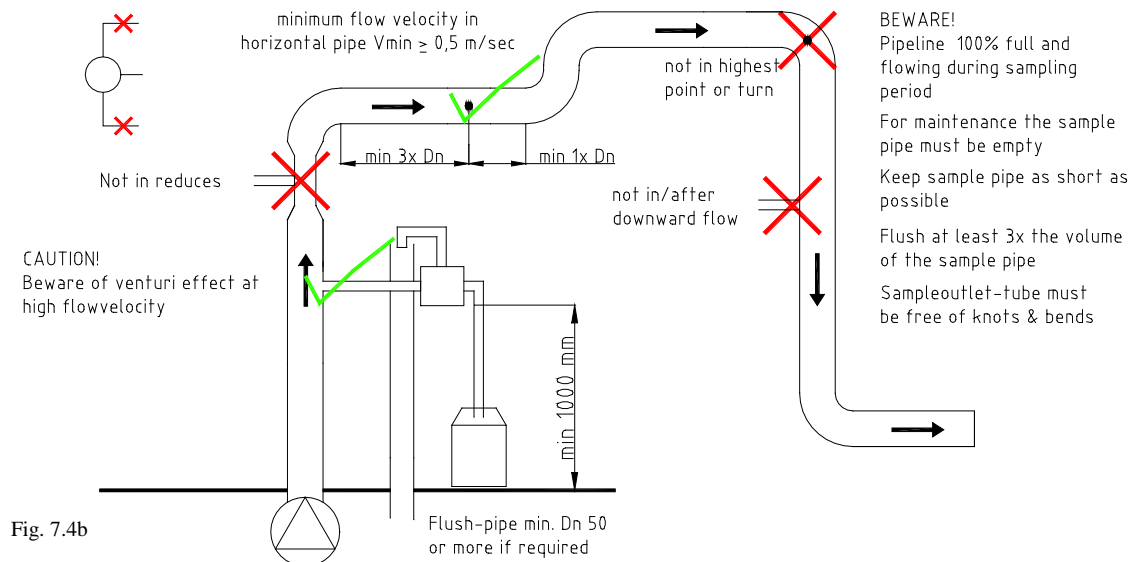 minimum flow velocity in
horizontal pipe Vmin ≥ 0,5 m/sec
not in highest
point or turn
BEWARE!
Pipeline 100% full and
flowing during sampling
period
For maintenance the sample
pipe must be empty
Keep sample pipe as short as
possible
Flush at least 3x the volume
of the sample pipe
Sampleoutlet-tube must
be free of knots & bends
min 3x Dn
min 1x Dn
Not in reduces
not in/after
downward flow
CAUTION!
Beware of venturi effect at
high flowvelocity
min 1000 mm
Flush-pipe min. Dn 50
or more if required
Fig. 7.4b